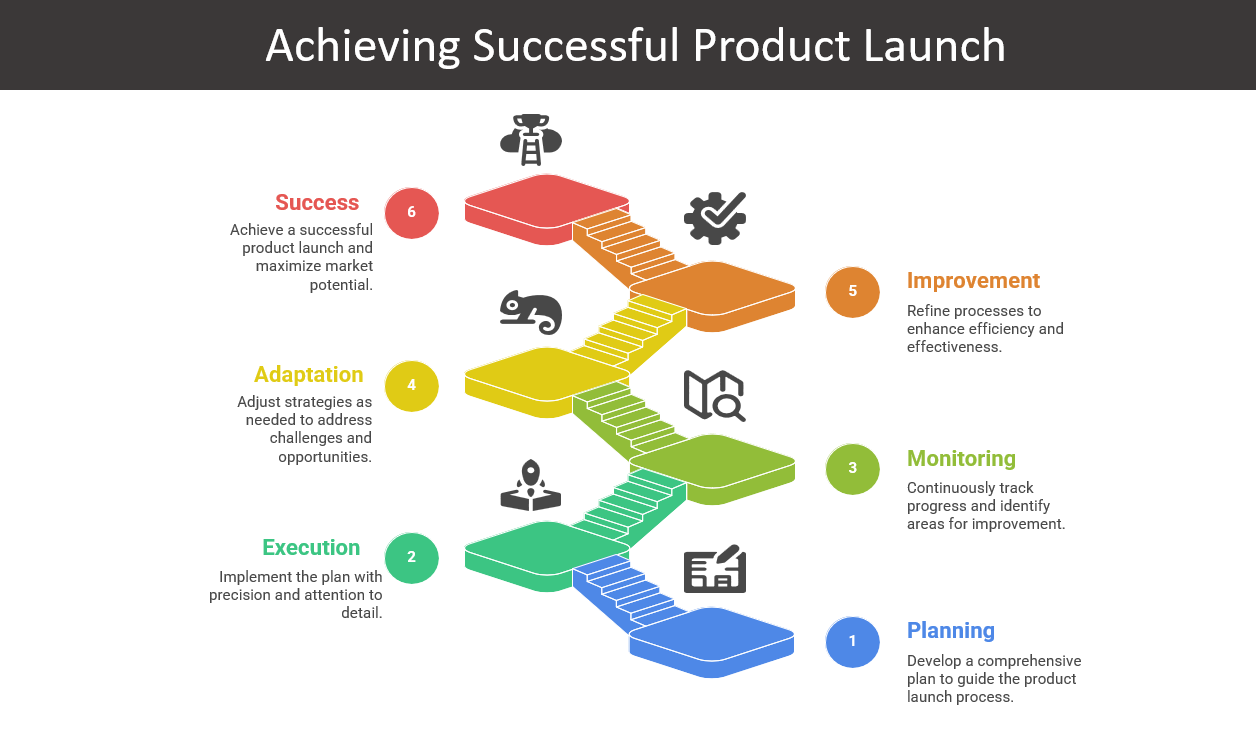 Achieving Successful Product Launch
Success
6
Achieve a successful
product launch and
maximize market
potential.
5
Improvement
Refine processes to
enhance efficiency and
effectiveness.
Adaptation
4
Adjust strategies as
needed to address
challenges and
opportunities.
3
Monitoring
Continuously track
progress and identify
areas for improvement.
Execution
2
Implement the plan with
precision and attention to
detail.
1
Planning
Develop a comprehensive
plan to guide the product
launch process.